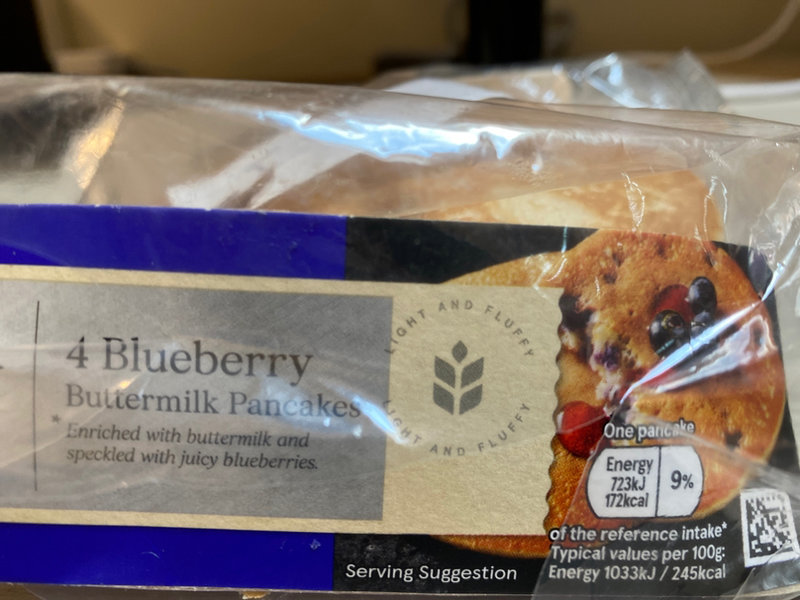 4 Blueberry
Buttermilk Pancakes
Enriched with buttermilk and
speckled with juicy blueberries.
LIGHT AND FLUFFY
LIGHT AND FLUFFY
One pancake
Energy
723kJ
172kcal
9%
of the reference intake*
Typical values per 100g:
Energy 1033kJ / 245kcal
Serving Suggestion